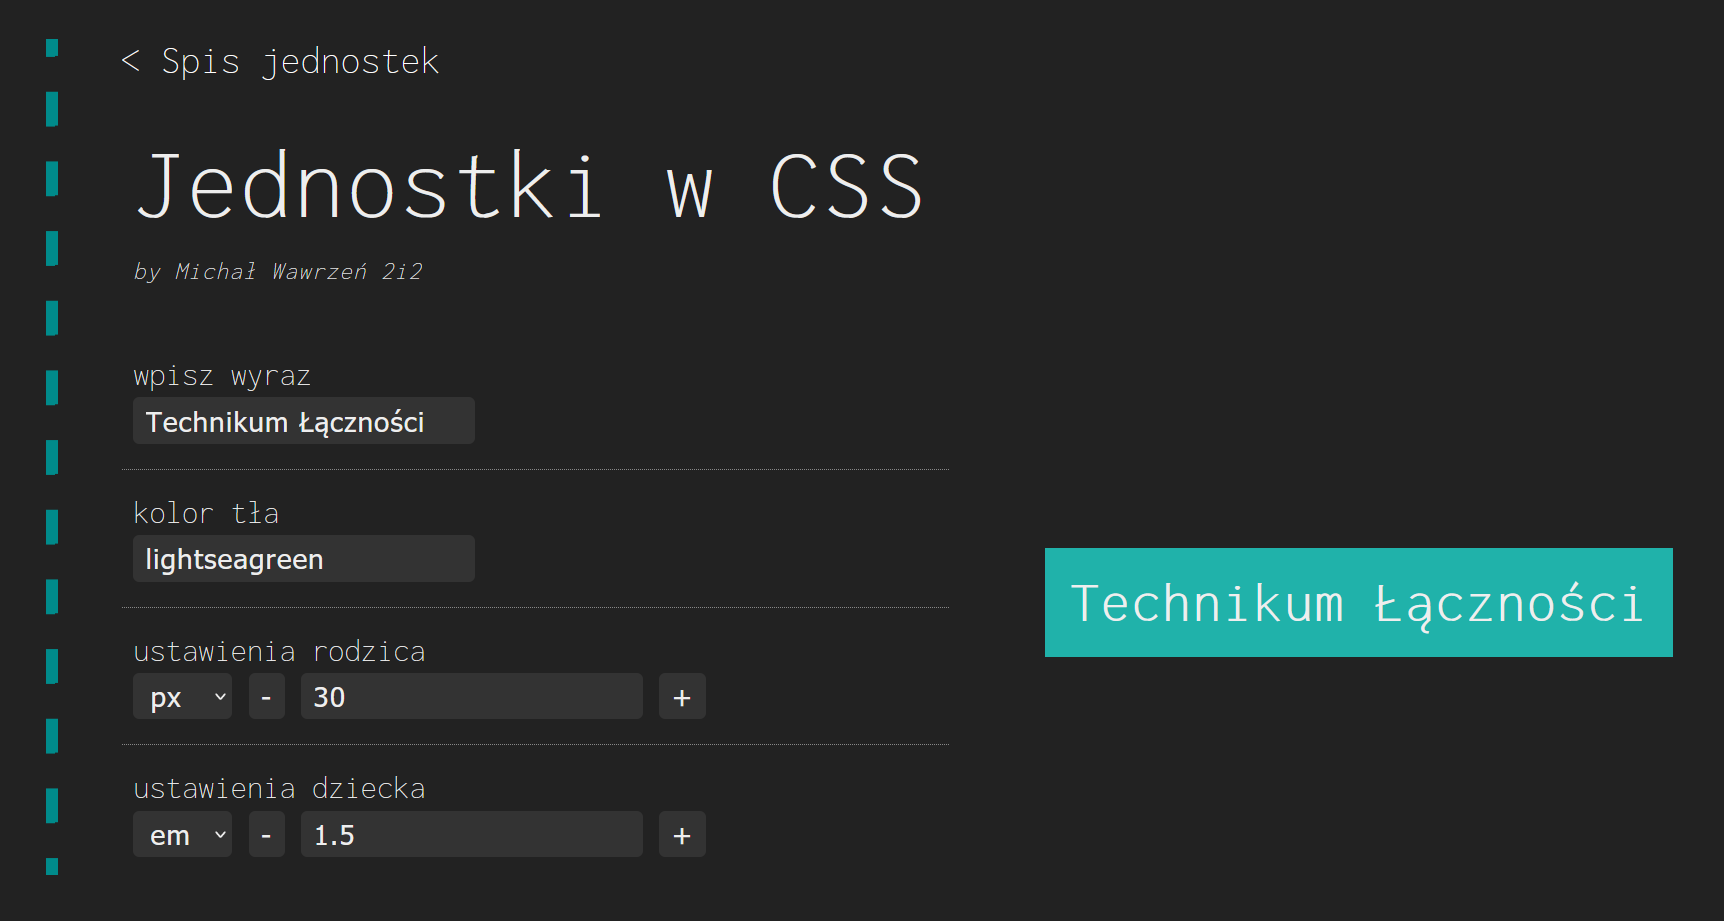 < Spis jednostek
Jednostki w CSS
by Michał Wawrzeń 2i2
wpisz wyraz
Technikum Łączności
kolor tła
lightseagreen
ustawienia rodzica
px - 30 +
ustawienia dziecka
em - 1.5 +
Technikum Łączności